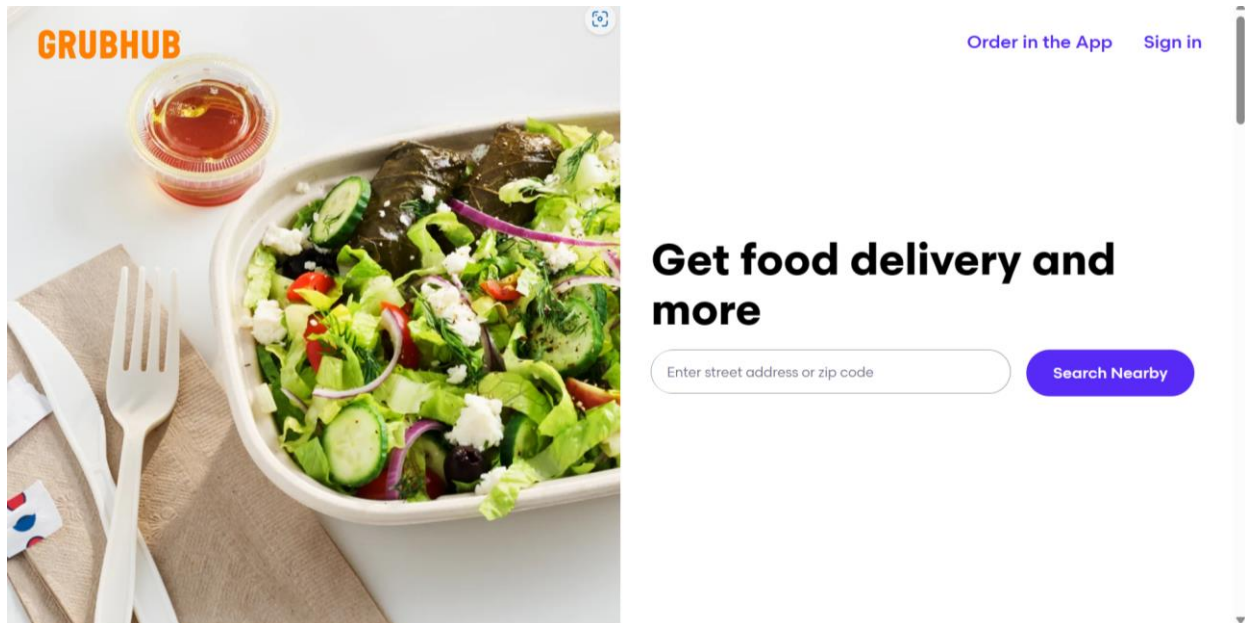 GRUBHUB
Order in the App
Sign in
Get food delivery and
more
Enter street address or zip code
Search Nearby